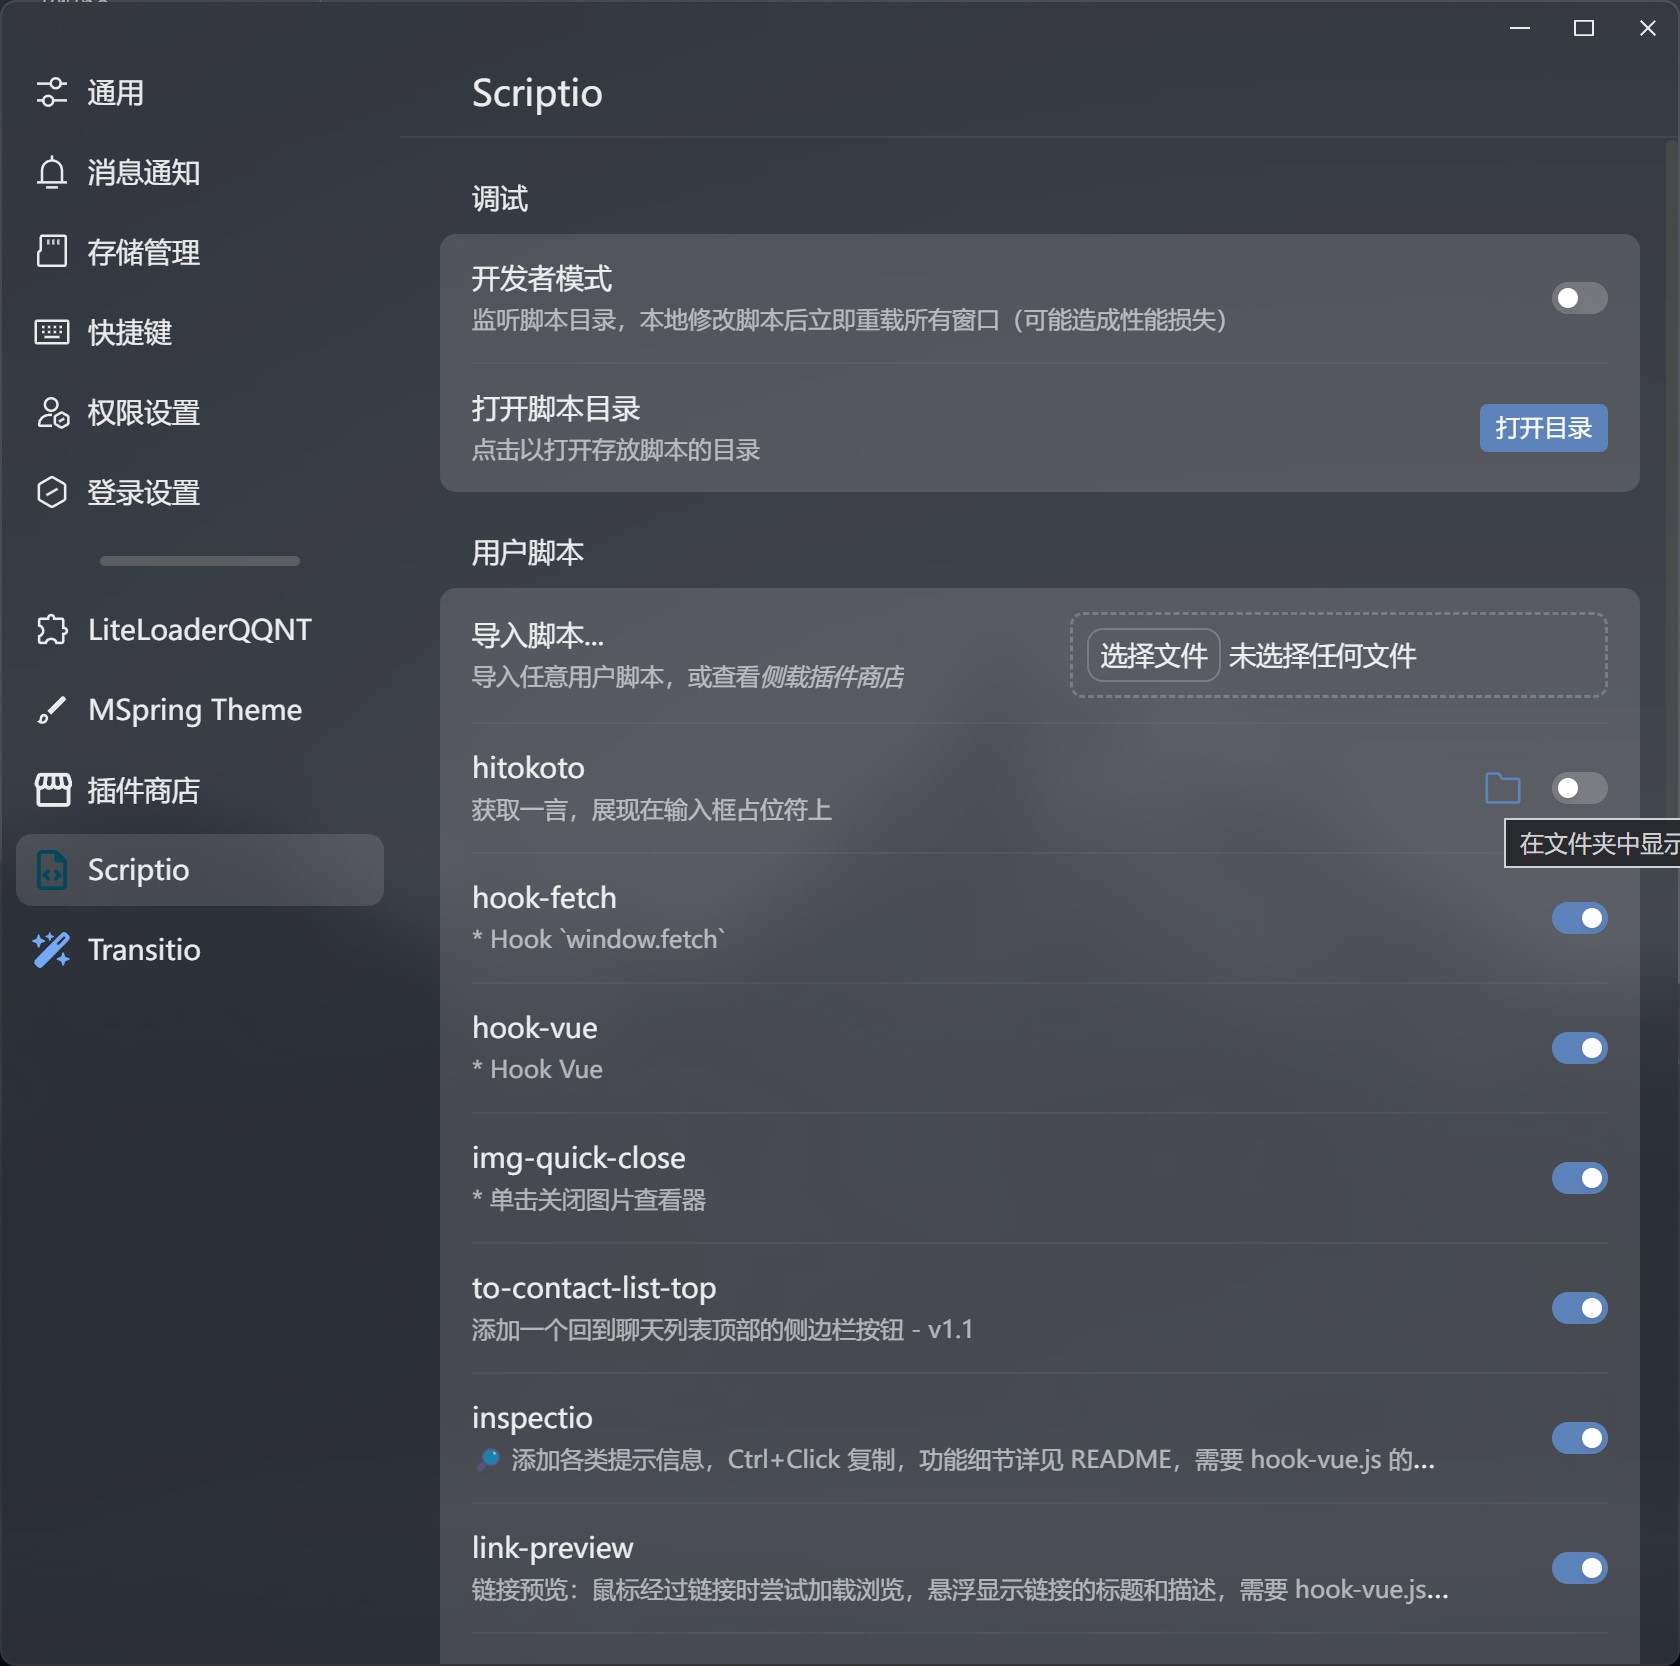 通用
消息通知
存储管理
快捷键
权限设置
登录设置
LiteLoaderQQNT
MSpring Theme
插件商店
Scriptio
Transitio
Scriptio
调试
开发者模式
监听脚本目录，本地修改脚本后立即重载所有窗口（可能造成性能损失）
打开脚本目录
点击以打开存放脚本的目录
打开目录
用户脚本
导入脚本...
导入任意用户脚本，或查看侧载插件商店
选择文件 未选择任何文件
hitokoto
获取一言，展现在输入框占位符上
在文件夹中显示
hook-fetch
* Hook `window.fetch`
hook-vue
* Hook Vue
img-quick-close
* 单击关闭图片查看器
to-contact-list-top
添加一个回到聊天列表顶部的侧边栏按钮 - v1.1
inspectio
🔎 添加各类提示信息，Ctrl+Click 复制，功能细节详见 README，需要 hook-vue.js 的...
link-preview
链接预览：鼠标经过链接时尝试加载浏览，悬浮显示链接的标题和描述，需要 hook-vue.js...